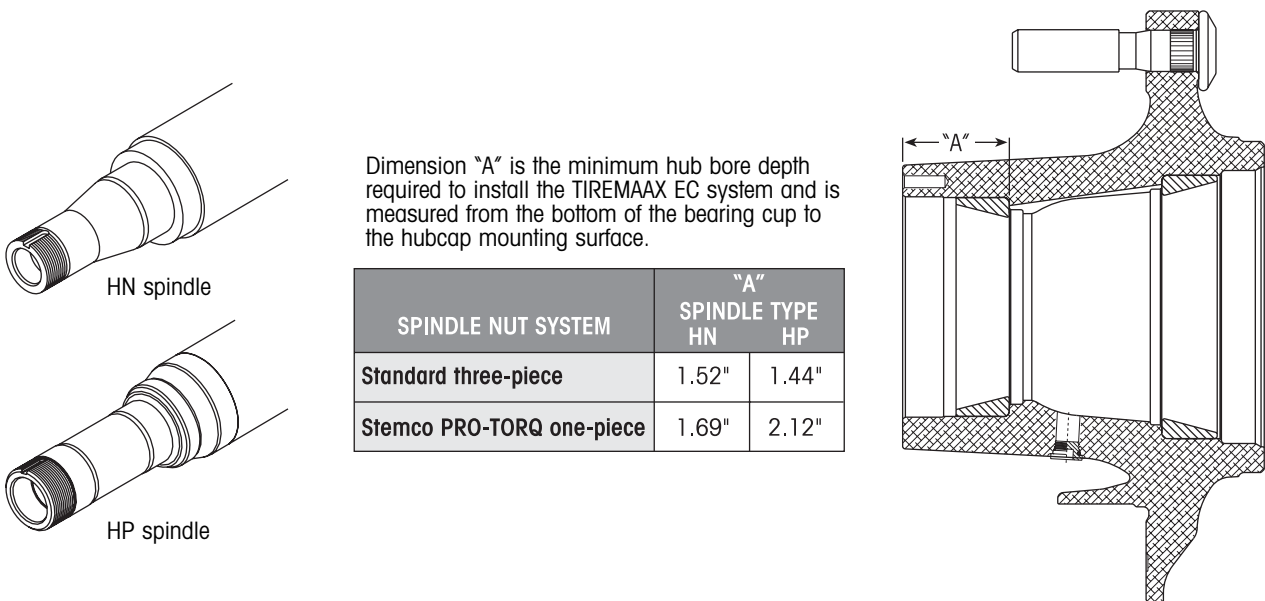 HN spindle
HP spindle
Dimension "A" is the minimum hub bore depth
required to install the TIREMAAX EC system and is
measured from the bottom of the bearing cup to
the hubcap mounting surface.
SPINDLE NUT SYSTEM
"A"
SPINDLE TYPE
HN HP
Standard three-piece 1.52" 1.44"
Stemco PRO-TORQ one-piece 1.69" 2.12"
"A"